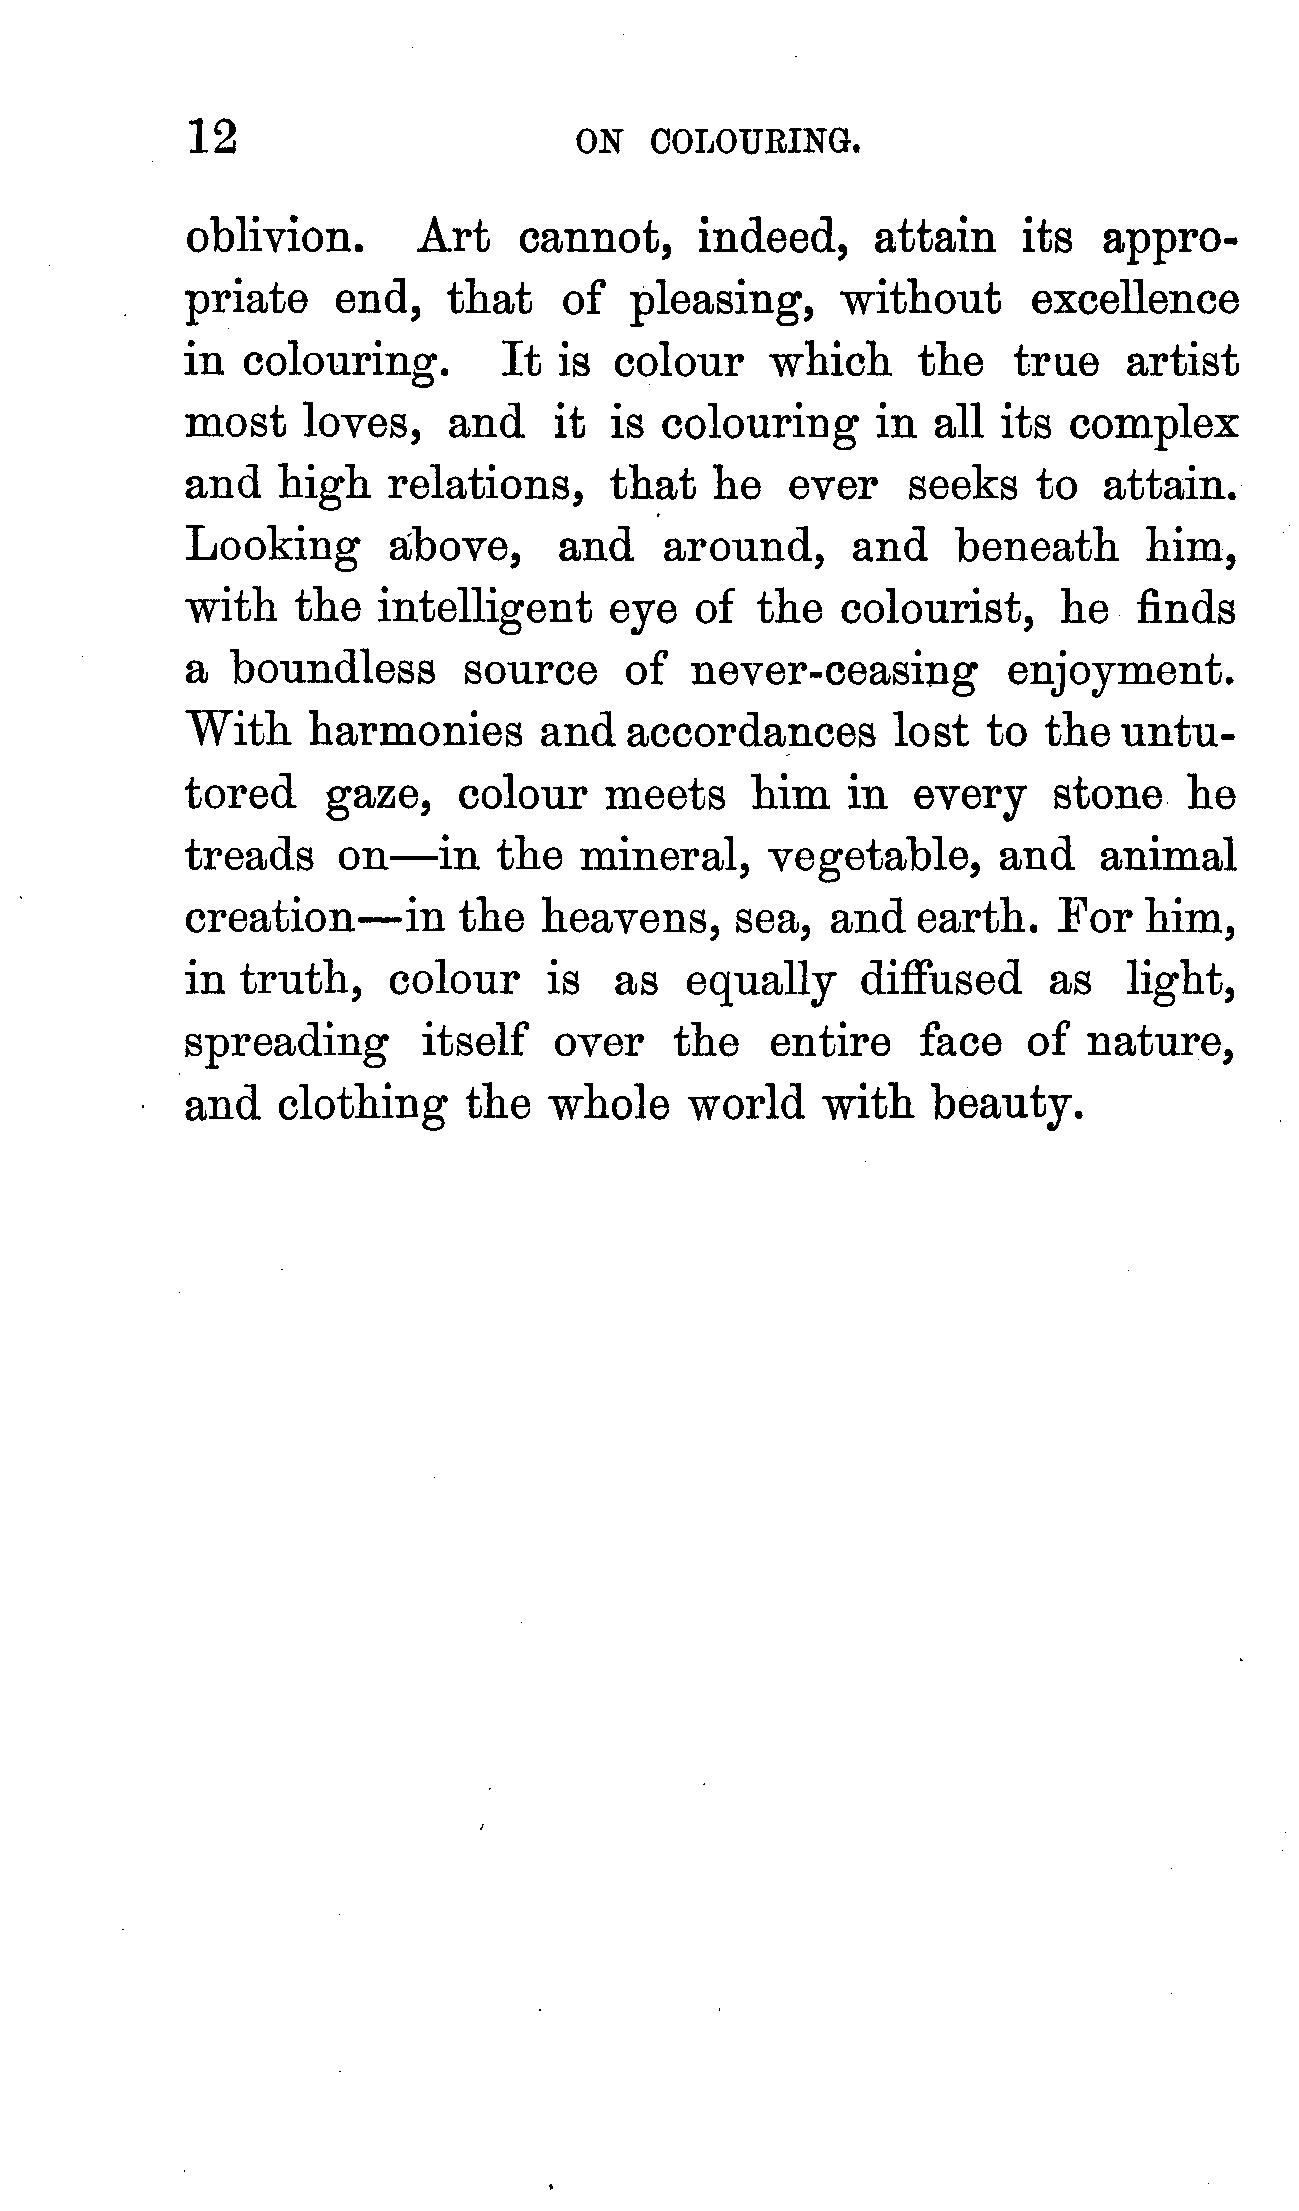 12 ON COLOURING.
oblivion. Art cannot, indeed, attain its appro-
priate end, that of pleasing, without excellence
in colouring. It is colour which the true artist
most loves, and it is colouring in all its complex
and high relations, that he ever seeks to attain.
Looking above, and around, and beneath him,
with the intelligent eye of the colourist, he finds
a boundless source of never-ceasing enjoyment.
With harmonies and accordances lost to the untu-
tored gaze, colour meets him in every stone he
treads on—in the mineral, vegetable, and animal
creation—in the heavens, sea, and earth. For him,
in truth, colour is as equally diffused as light,
spreading itself over the entire face of nature,
and clothing the whole world with beauty.